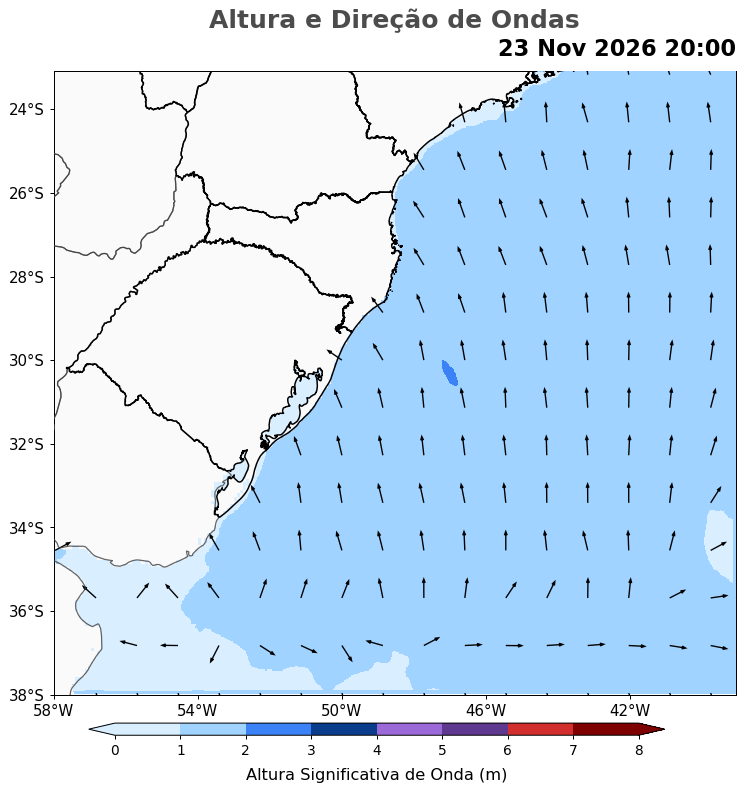 Altura e Direção de Ondas
23 Nov 2026 20:00
24°S
26°S
28°S
30°S
32°S
34°S
36°S
38°S
58°W 54°W 50°W 46°W 42°W
0 1 2 3 4 5 6 7 8
Altura Significativa de Onda (m)